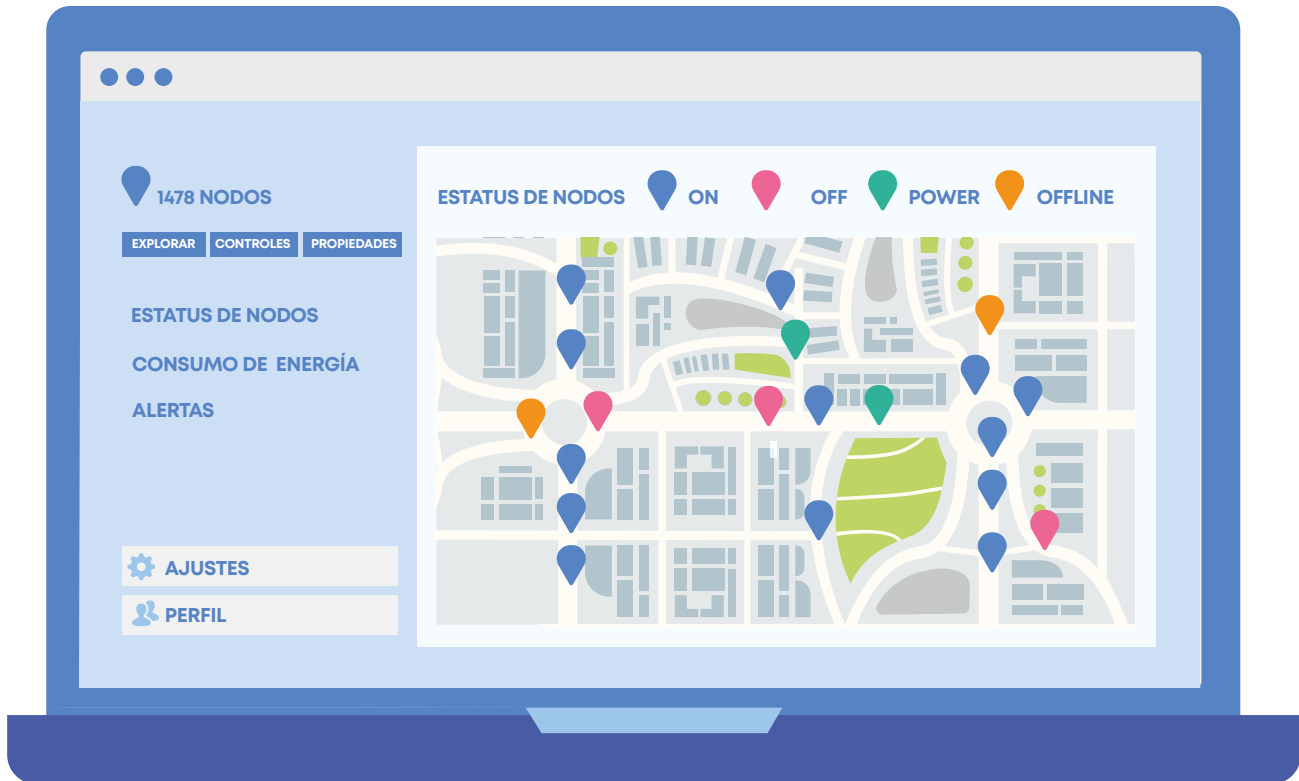 1478 NODOS
EXPLORAR CONTROLES PROPIEDADES
ESTATUS DE NODOS
CONSUMO DE ENERGÍA
ALERTAS
AJUSTES
PERFIL
ESTATUS DE NODOS ON OFF POWER OFFLINE